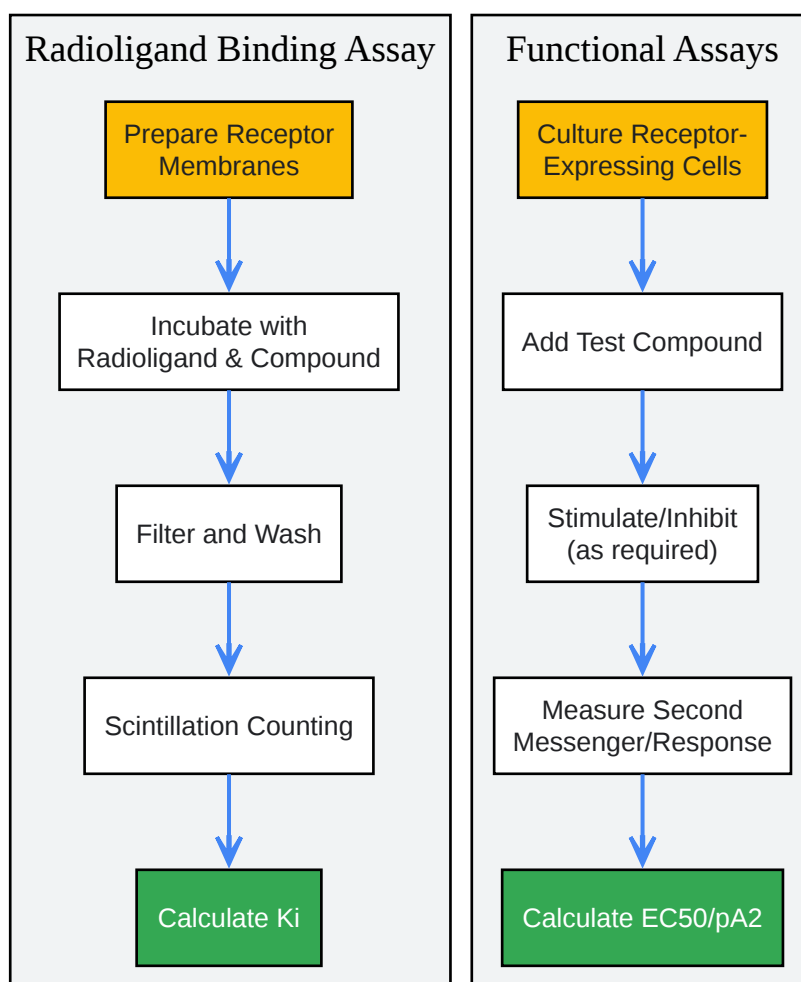 Radioligand Binding Assay
Prepare Receptor
Membranes
Incubate with
Radioligand & Compound
Filter and Wash
Scintillation Counting
Calculate Ki
Functional Assays
Culture Receptor-
Expressing Cells
Add Test Compound
Stimulate/Inhibit
(as required)
Measure Second
Messenger/Response
Calculate EC50/pA2